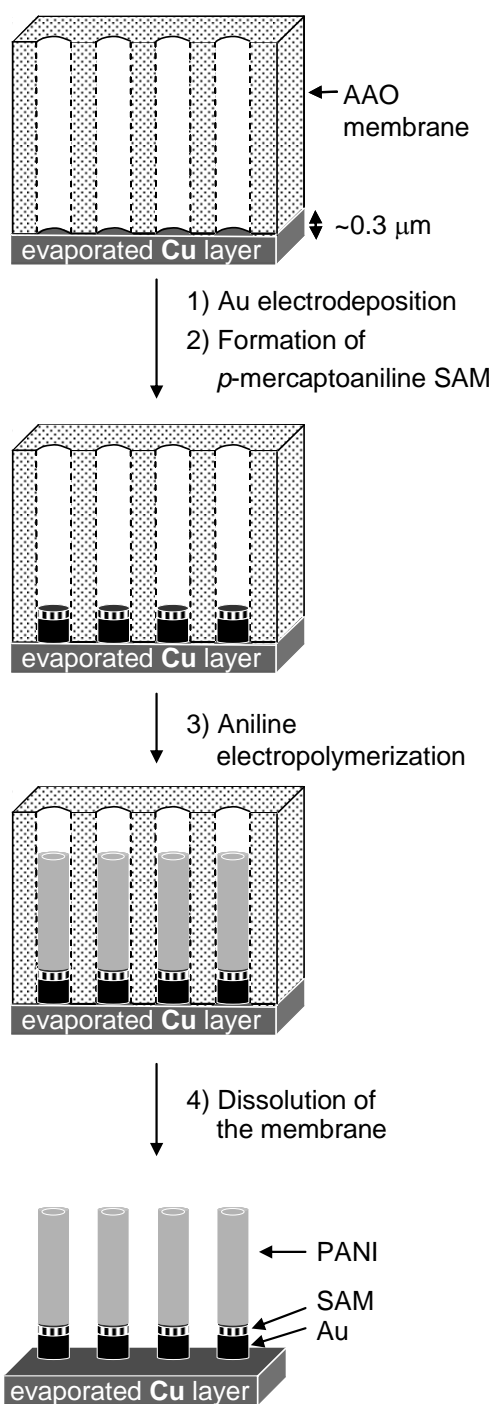 AAO
membrane
~0.3 μm
evaporated Cu layer
1) Au electrodeposition
2) Formation of
p-mercaptoaniline SAM
evaporated Cu layer
3) Aniline
electropolymerization
evaporated Cu layer
4) Dissolution of
the membrane
PANI
SAM
Au
evaporated Cu layer